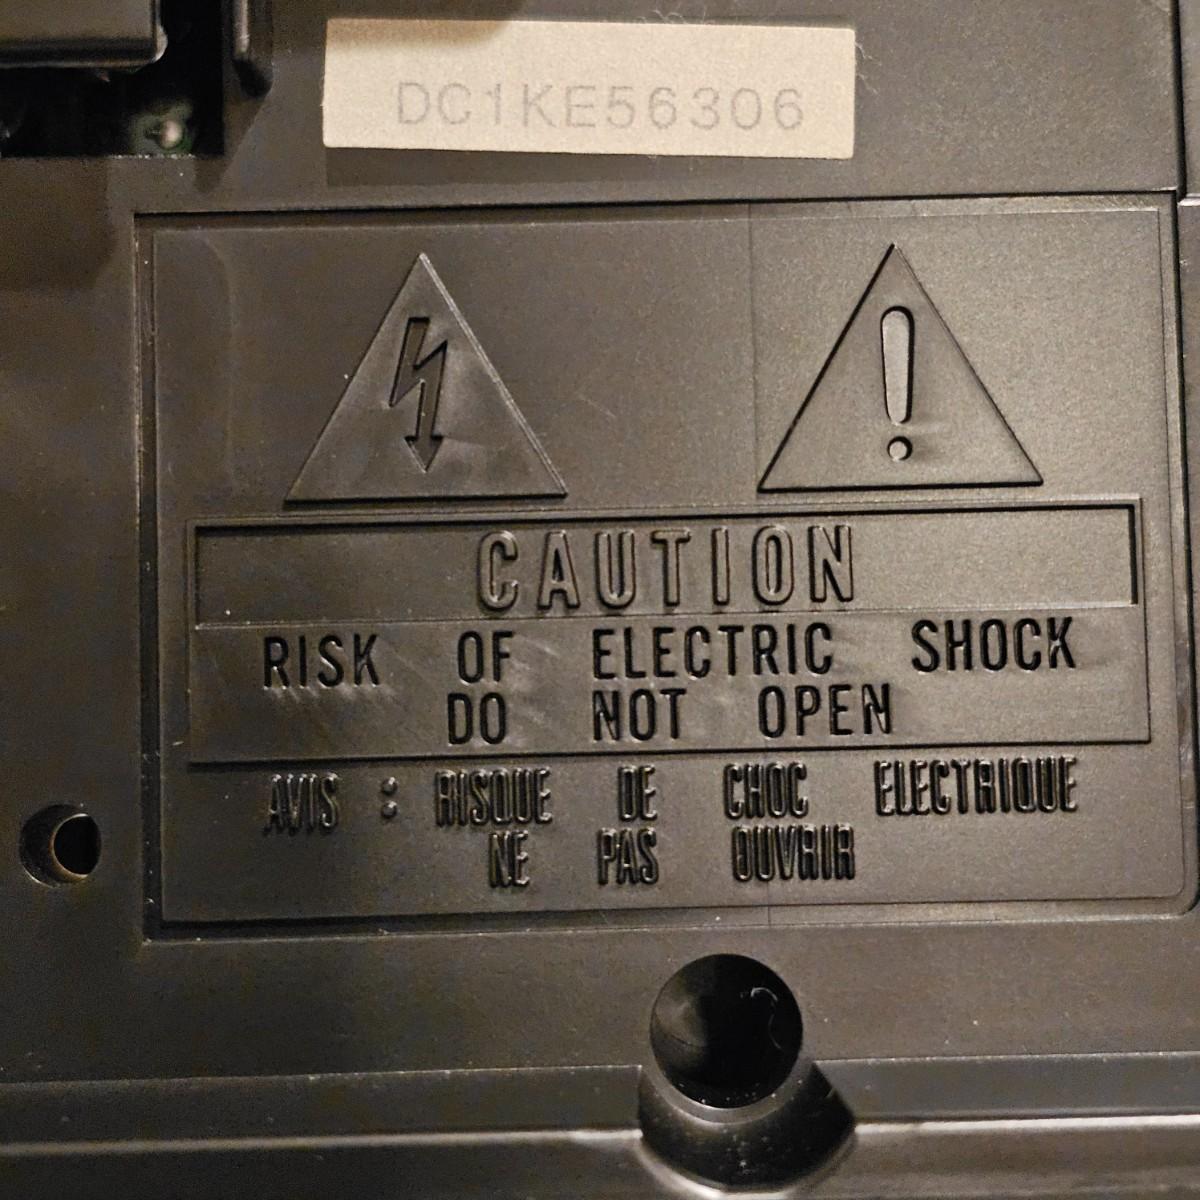 DC1KE56306
CAUTION
RISK OF ELECTRIC SHOCK
DO NOT OPEN
AVIS : RISQUE DE CHOC ELECTRIQUE
NE PAS OUVRIR